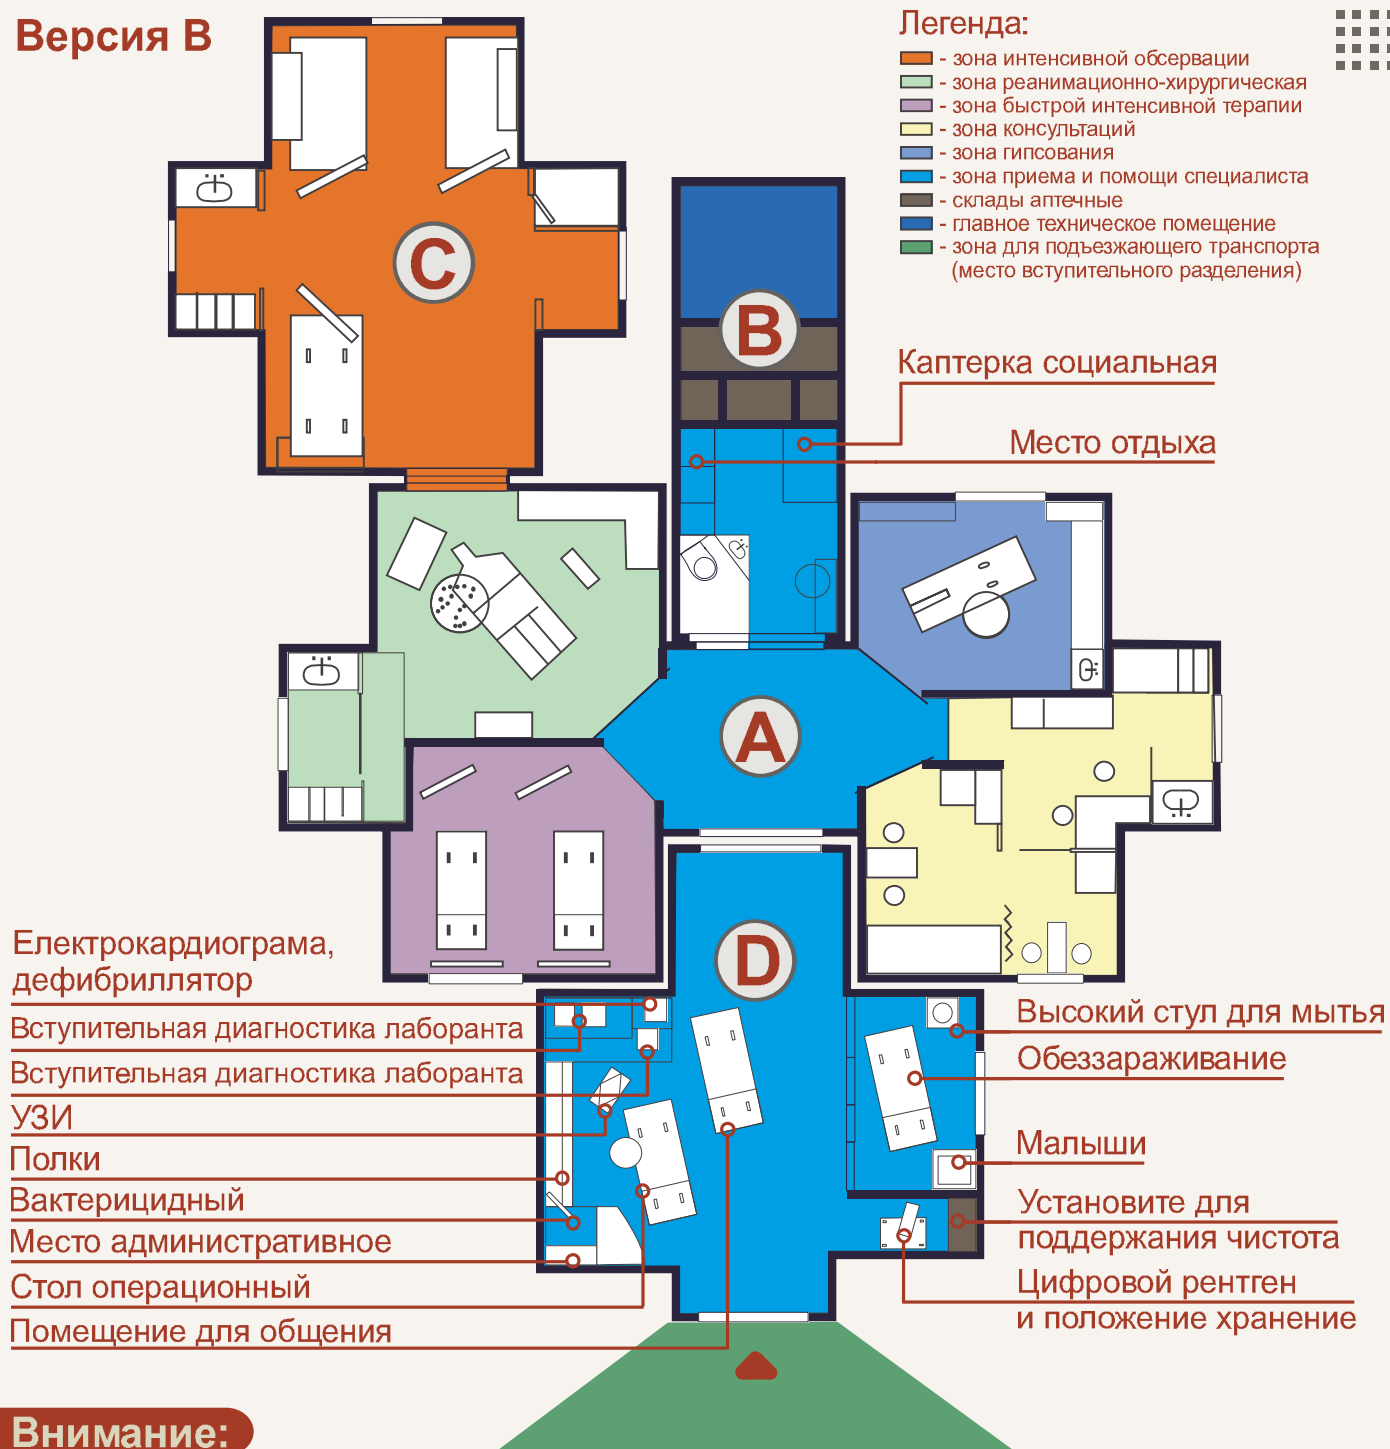 Версия В
Легенда:
- зона интенсивной обсервации
- зона реанимационно-хирургическая
- зона быстрой интенсивной терапии
- зона консультаций
- зона гипсования
- зона приема и помощи специалиста
- склады аптечные
- главное техническое помещение
- зона для подъезжающего транспорта
(место вступительного разделения)
C
B
Каптерка социальная
Место отдыха
A
D
Електрокардиограма,
дефибриллятор
Вступительная диагностика лаборанта
Вступительная диагностика лаборанта
УЗИ
Полки
Вактерицидный
Место административное
Стол операционный
Помещение для общения
Высокий стул для мытья
Обеззараживание
Малыши
Установите для
поддержания чистота
Цифровой рентген
и положение хранение
Внимание: